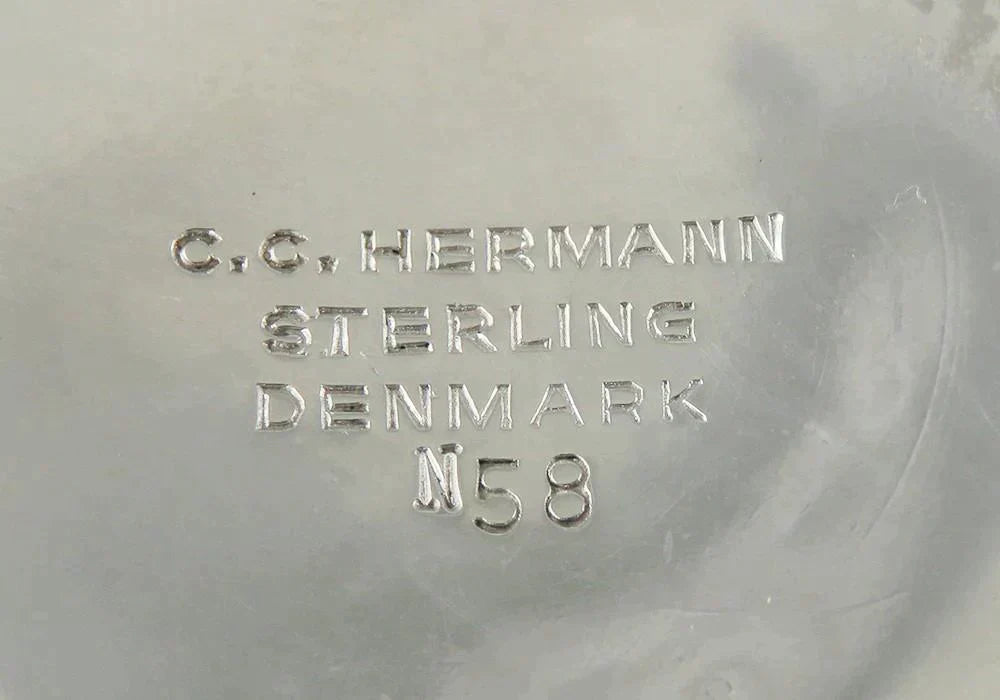 C.C. HERMANN
STERLING
DENMARK
N58